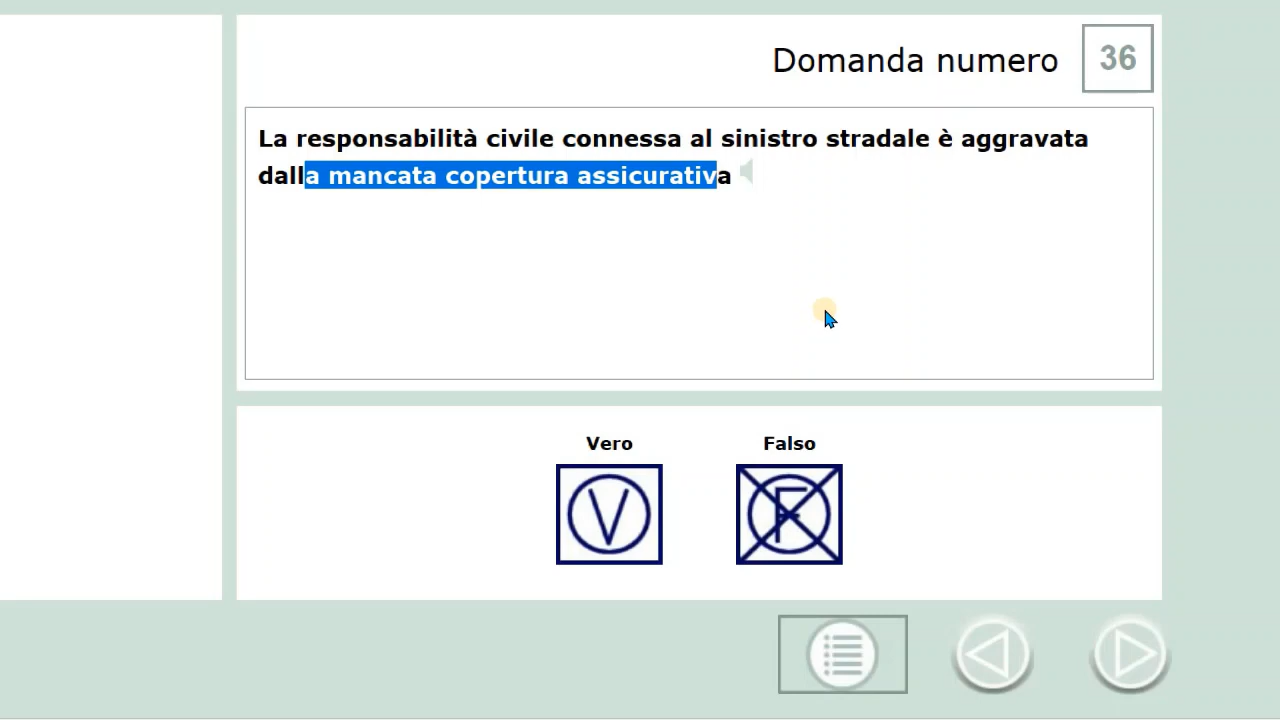 Domanda numero 36
La responsabilità civile connessa al sinistro stradale è aggravata
dalla mancata copertura assicurativa
Vero Falso
V F